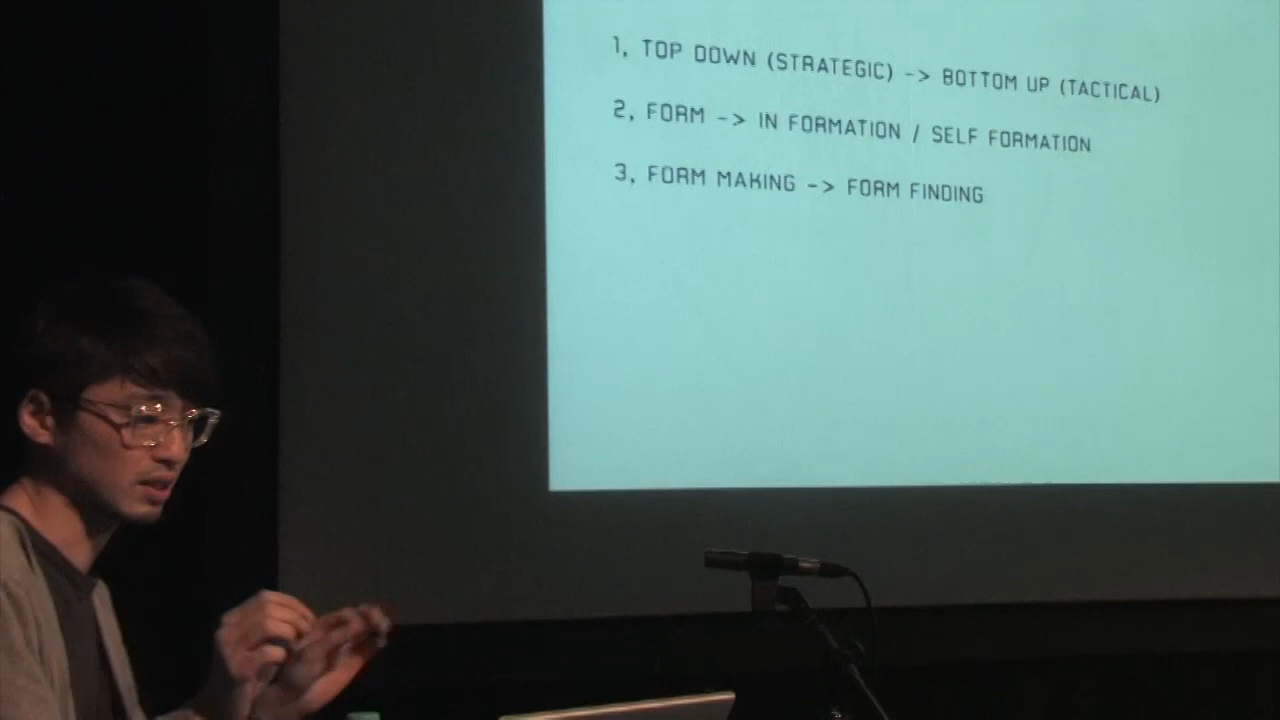 1, TOP DOWN (STRATEGIC) -> BOTTOM UP (TACTICAL)
2, FORM -> IN FORMATION / SELF FORMATION
3, FORM MAKING -> FORM FINDING